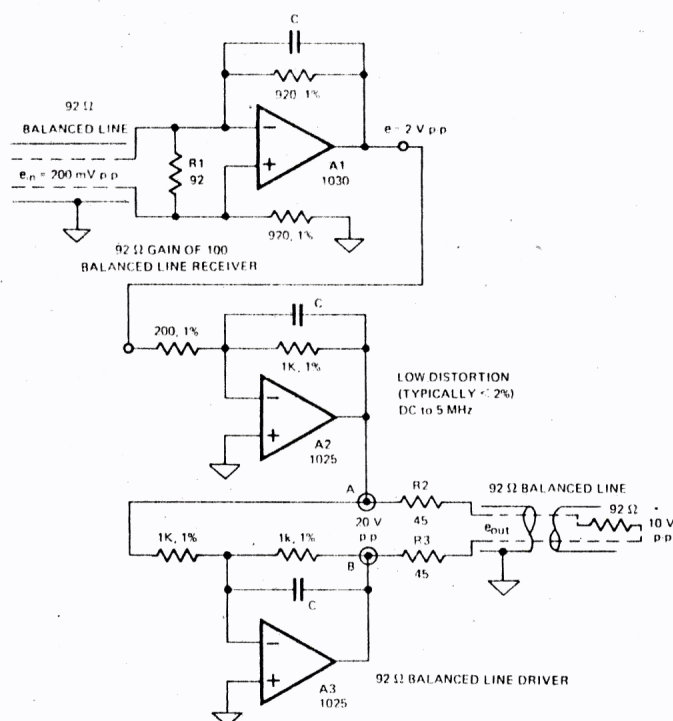 C
920, 1%
92 Ω
BALANCED LINE
e in = 200 mV p p
R1
92
−
+
A1
1030
e = 2 V p p
920, 1%
92 Ω GAIN OF 100
BALANCED LINE RECEIVER
C
200, 1%
1K, 1%
−
+
A2
1025
LOW DISTORTION
(TYPICALLY < 2%)
DC to 5 MHz
A
R2
45
20 V
p p
B
R3
45
92 Ω BALANCED LINE
e out
92 Ω
10 V
p p
1K, 1%
1k, 1%
C
−
+
A3
1025
92 Ω BALANCED LINE DRIVER